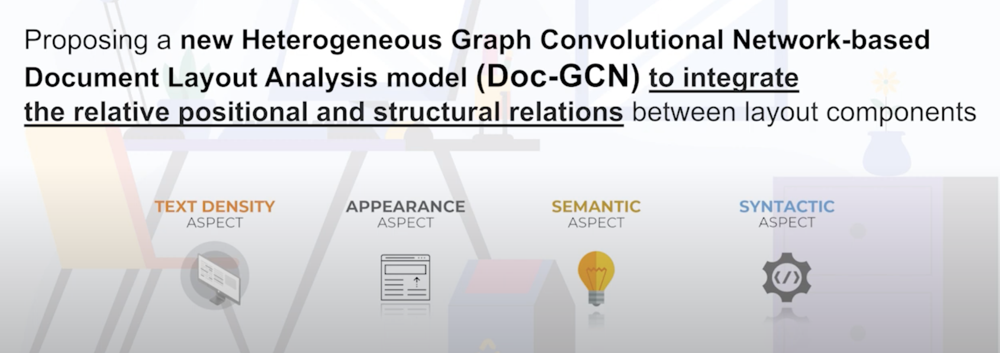 Proposing a new Heterogeneous Graph Convolutional Network-based
Document Layout Analysis model (Doc-GCN) to integrate
the relative positional and structural relations between layout components
TEXT DENSITY
ASPECT
APPEARANCE
ASPECT
SEMANTIC
ASPECT
SYNTACTIC
ASPECT